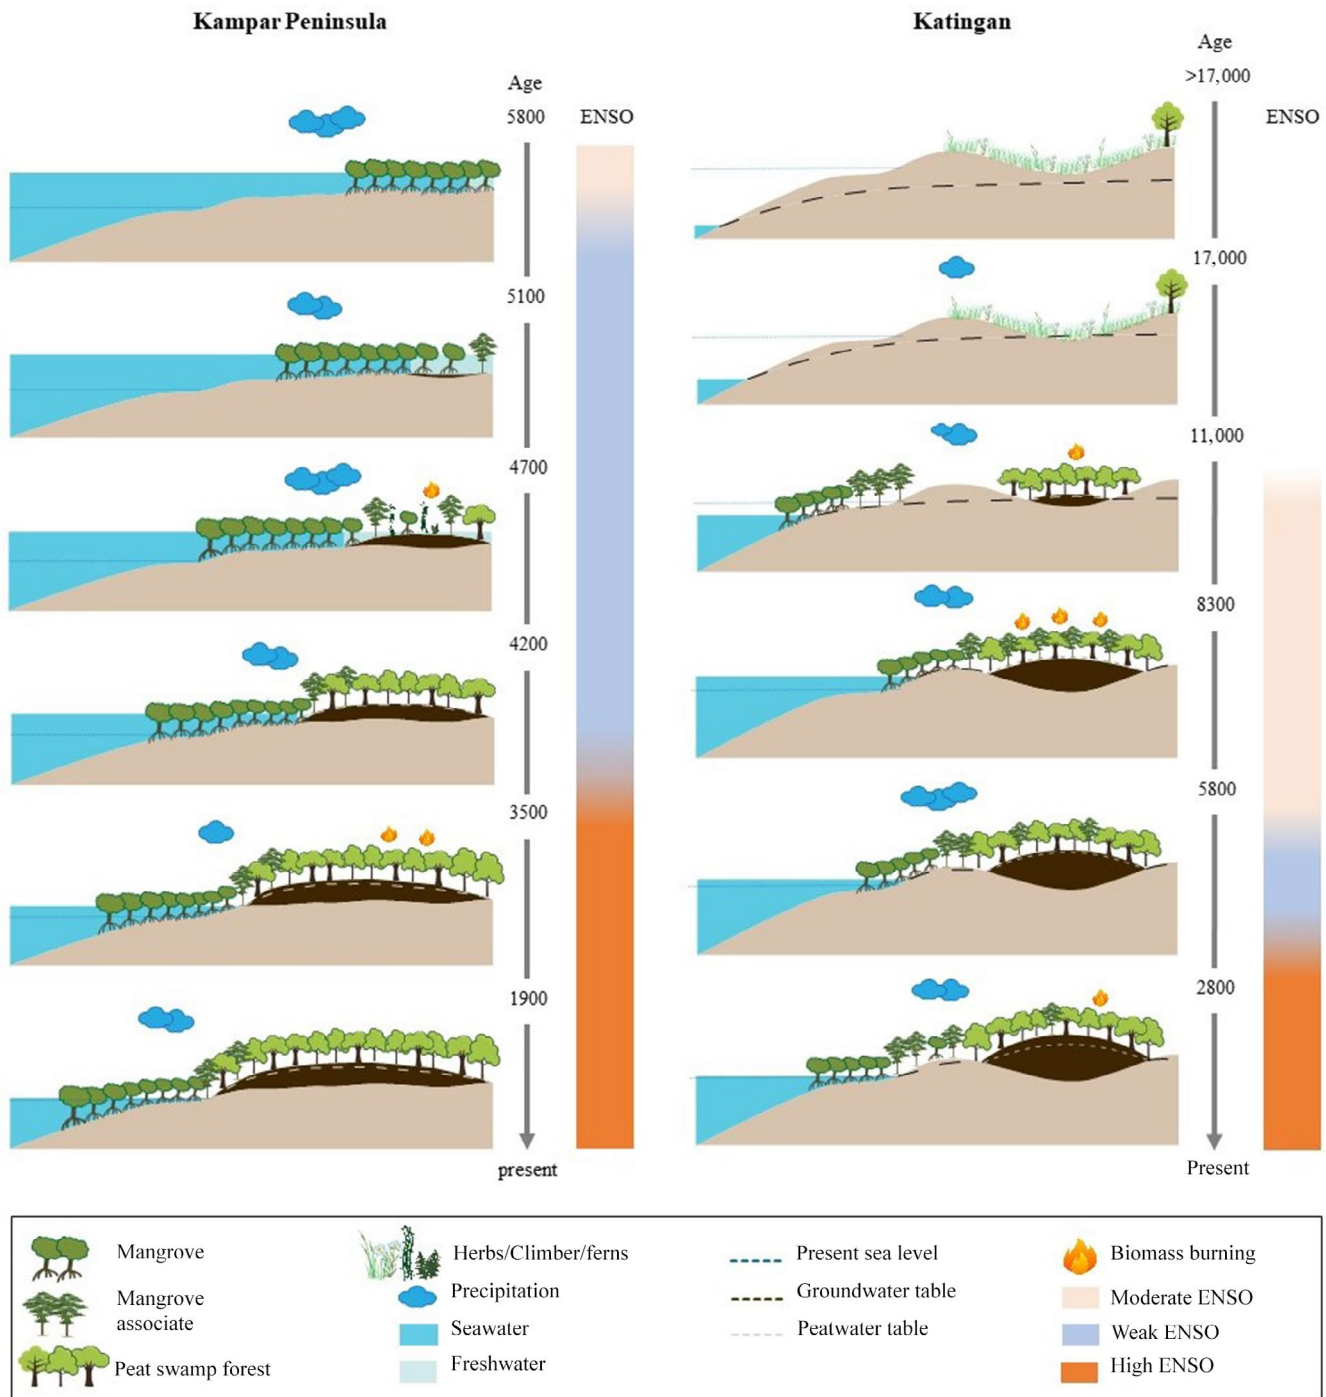 Kampar Peninsula
Age
5800
ENSO
5100
4700
4200
3500
1900
present
Katingan
Age
>17,000
ENSO
17,000
11,000
8300
5800
2800
Present
Mangrove
Mangrove
associate
Peat swamp forest
Herbs/Climber/ferns
Precipitation
Seawater
Freshwater
Present sea level
Groundwater table
Peatwater table
Biomass burning
Moderate ENSO
Weak ENSO
High ENSO